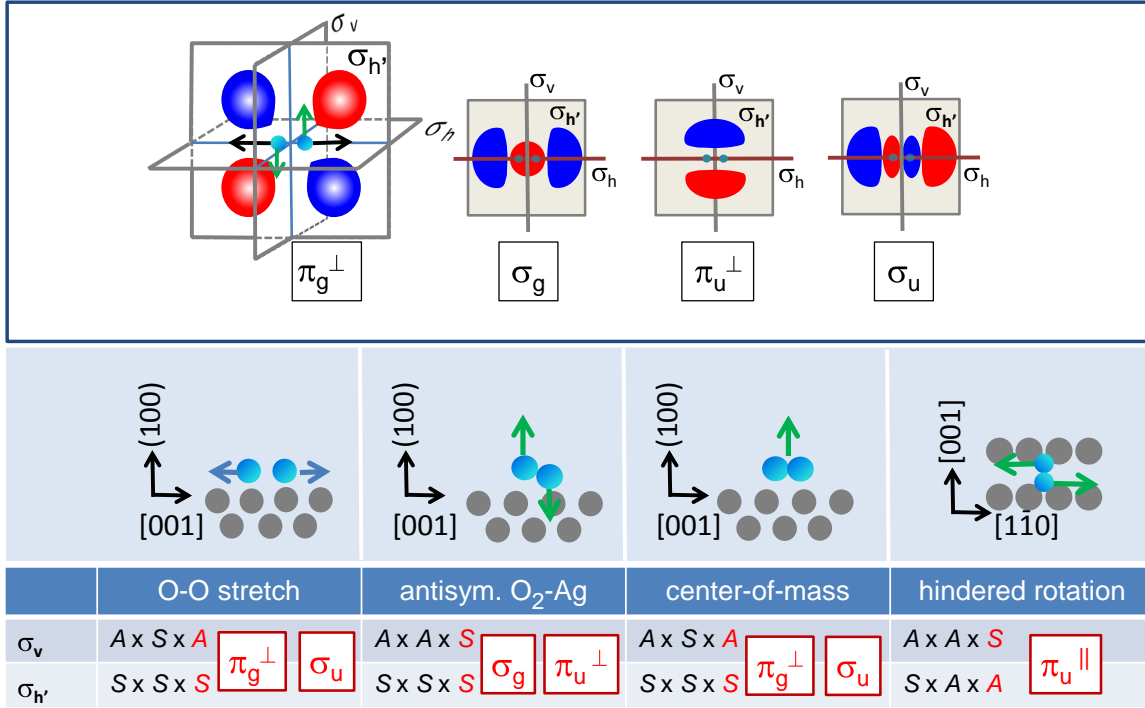 σv
σh'
σh
πg⊥
σv
σh'
σh
σg
σv
σh'
σh
πu⊥
σv
σh'
σh
σu
(100)
[001]
(100)
[001]
(100)
[001]
[001]
[11̄0]
O-O stretch
antisym. O2-Ag
center-of-mass
hindered rotation
σv
A x S x A
A x A x S
A x S x A
A x A x S
πg⊥
σu
σg
πu⊥
πg⊥
σu
πu||
σh'
S x S x S
S x S x S
S x S x S
S x A x A